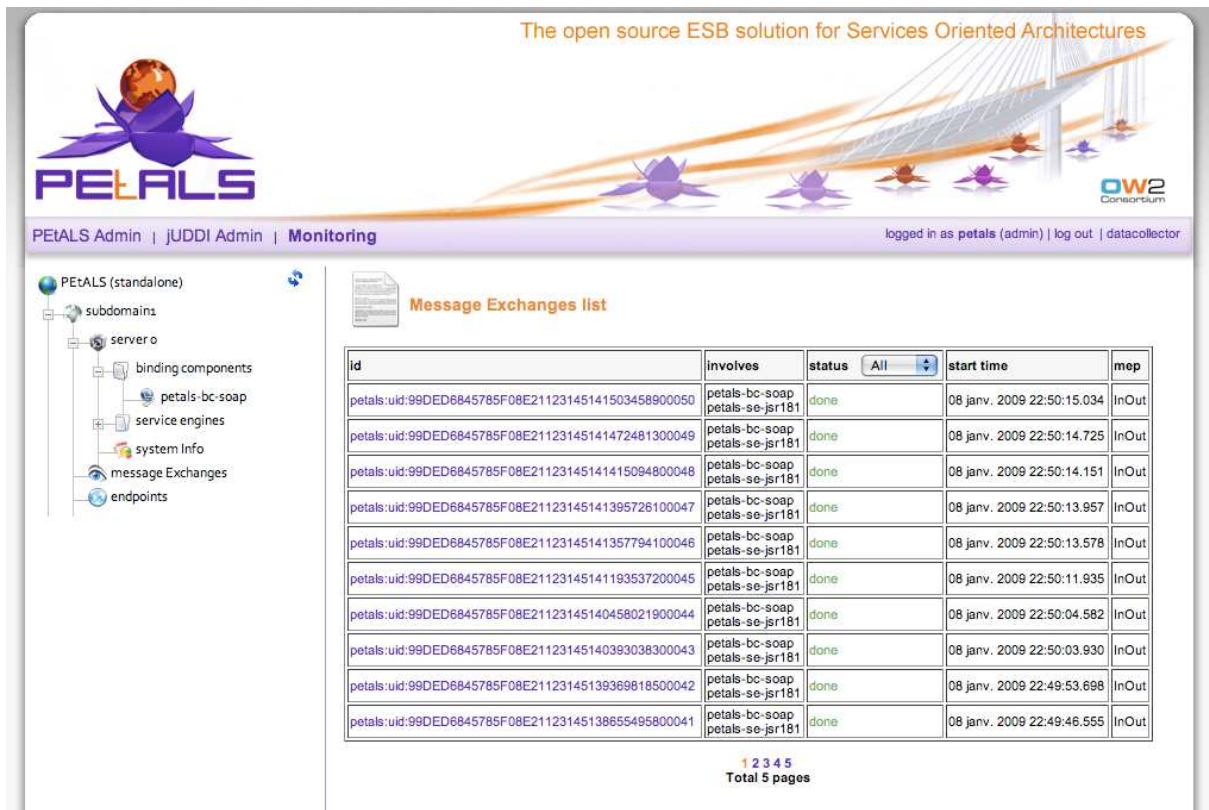 The open source ESB solution for Services Oriented Architectures
PEtALS
OW2
Consortium
PEtALS Admin | jUDDI Admin | Monitoring
logged in as petals (admin) | log out | datacollector
PEtALS (standalone)
subdomain1
server 0
binding components
petals-bc-soap
service engines
system Info
message Exchanges
endpoints
Message Exchanges list
id involves status All start time mep
petals:uid:99DED6845785F08E21123145141503458900050 petals-bc-soap petals-se-jsr181 done 08 janv. 2009 22:50:15.034 InOut
petals:uid:99DED6845785F08E21123145141472481300049 petals-bc-soap petals-se-jsr181 done 08 janv. 2009 22:50:14.725 InOut
petals:uid:99DED6845785F08E21123145141415094800048 petals-bc-soap petals-se-jsr181 done 08 janv. 2009 22:50:14.151 InOut
petals:uid:99DED6845785F08E21123145141395726100047 petals-bc-soap petals-se-jsr181 done 08 janv. 2009 22:50:13.957 InOut
petals:uid:99DED6845785F08E21123145141357794100046 petals-bc-soap petals-se-jsr181 done 08 janv. 2009 22:50:13.578 InOut
petals:uid:99DED6845785F08E21123145141193537200045 petals-bc-soap petals-se-jsr181 done 08 janv. 2009 22:50:11.935 InOut
petals:uid:99DED6845785F08E21123145140458021900044 petals-bc-soap petals-se-jsr181 done 08 janv. 2009 22:50:04.582 InOut
petals:uid:99DED6845785F08E21123145140393038300043 petals-bc-soap petals-se-jsr181 done 08 janv. 2009 22:50:03.930 InOut
petals:uid:99DED6845785F08E21123145139369818500042 petals-bc-soap petals-se-jsr181 done 08 janv. 2009 22:49:53.698 InOut
petals:uid:99DED6845785F08E21123145138655495800041 petals-bc-soap petals-se-jsr181 done 08 janv. 2009 22:49:46.555 InOut
1 2 3 4 5
Total 5 pages